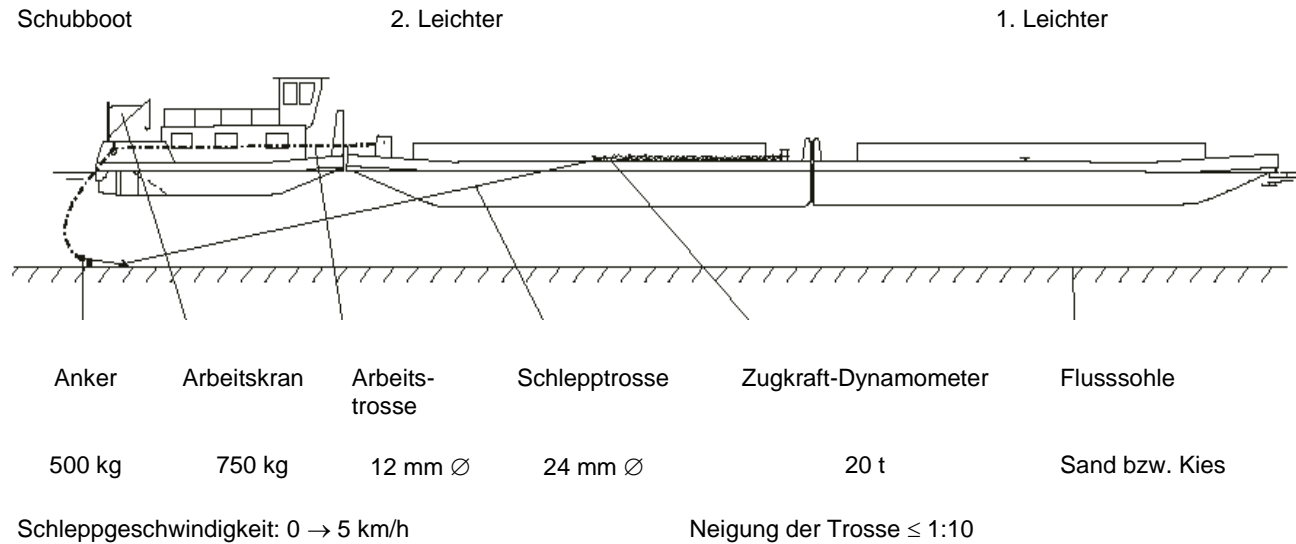 Schubboot 2. Leichter 1. Leichter
Anker Arbeitskran Arbeits- Schlepptrosse Zugkraft-Dynamometer Flusssohle
trosse
500 kg 750 kg 12 mm ∅ 24 mm ∅ 20 t Sand bzw. Kies
Schleppgeschwindigkeit: 0 → 5 km/h Neigung der Trosse ≤ 1:10